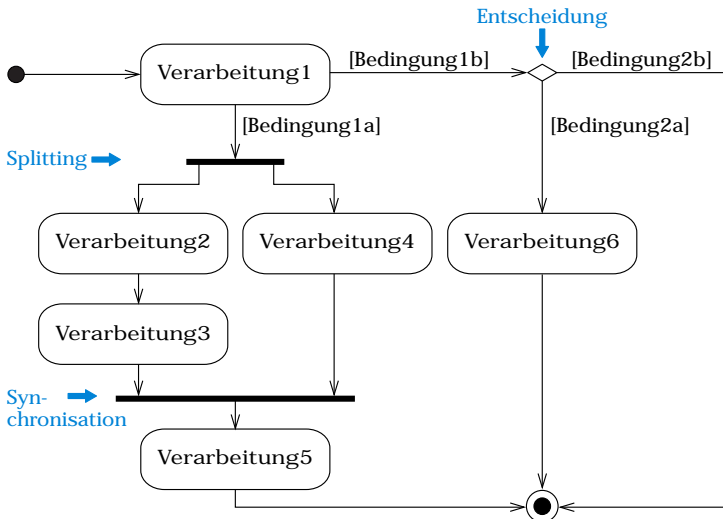 Entscheidung
Verarbeitung1
[Bedingung1b]
[Bedingung2b]
[Bedingung1a]
[Bedingung2a]
Splitting
Verarbeitung2
Verarbeitung4
Verarbeitung6
Verarbeitung3
Syn-
chronisation
Verarbeitung5